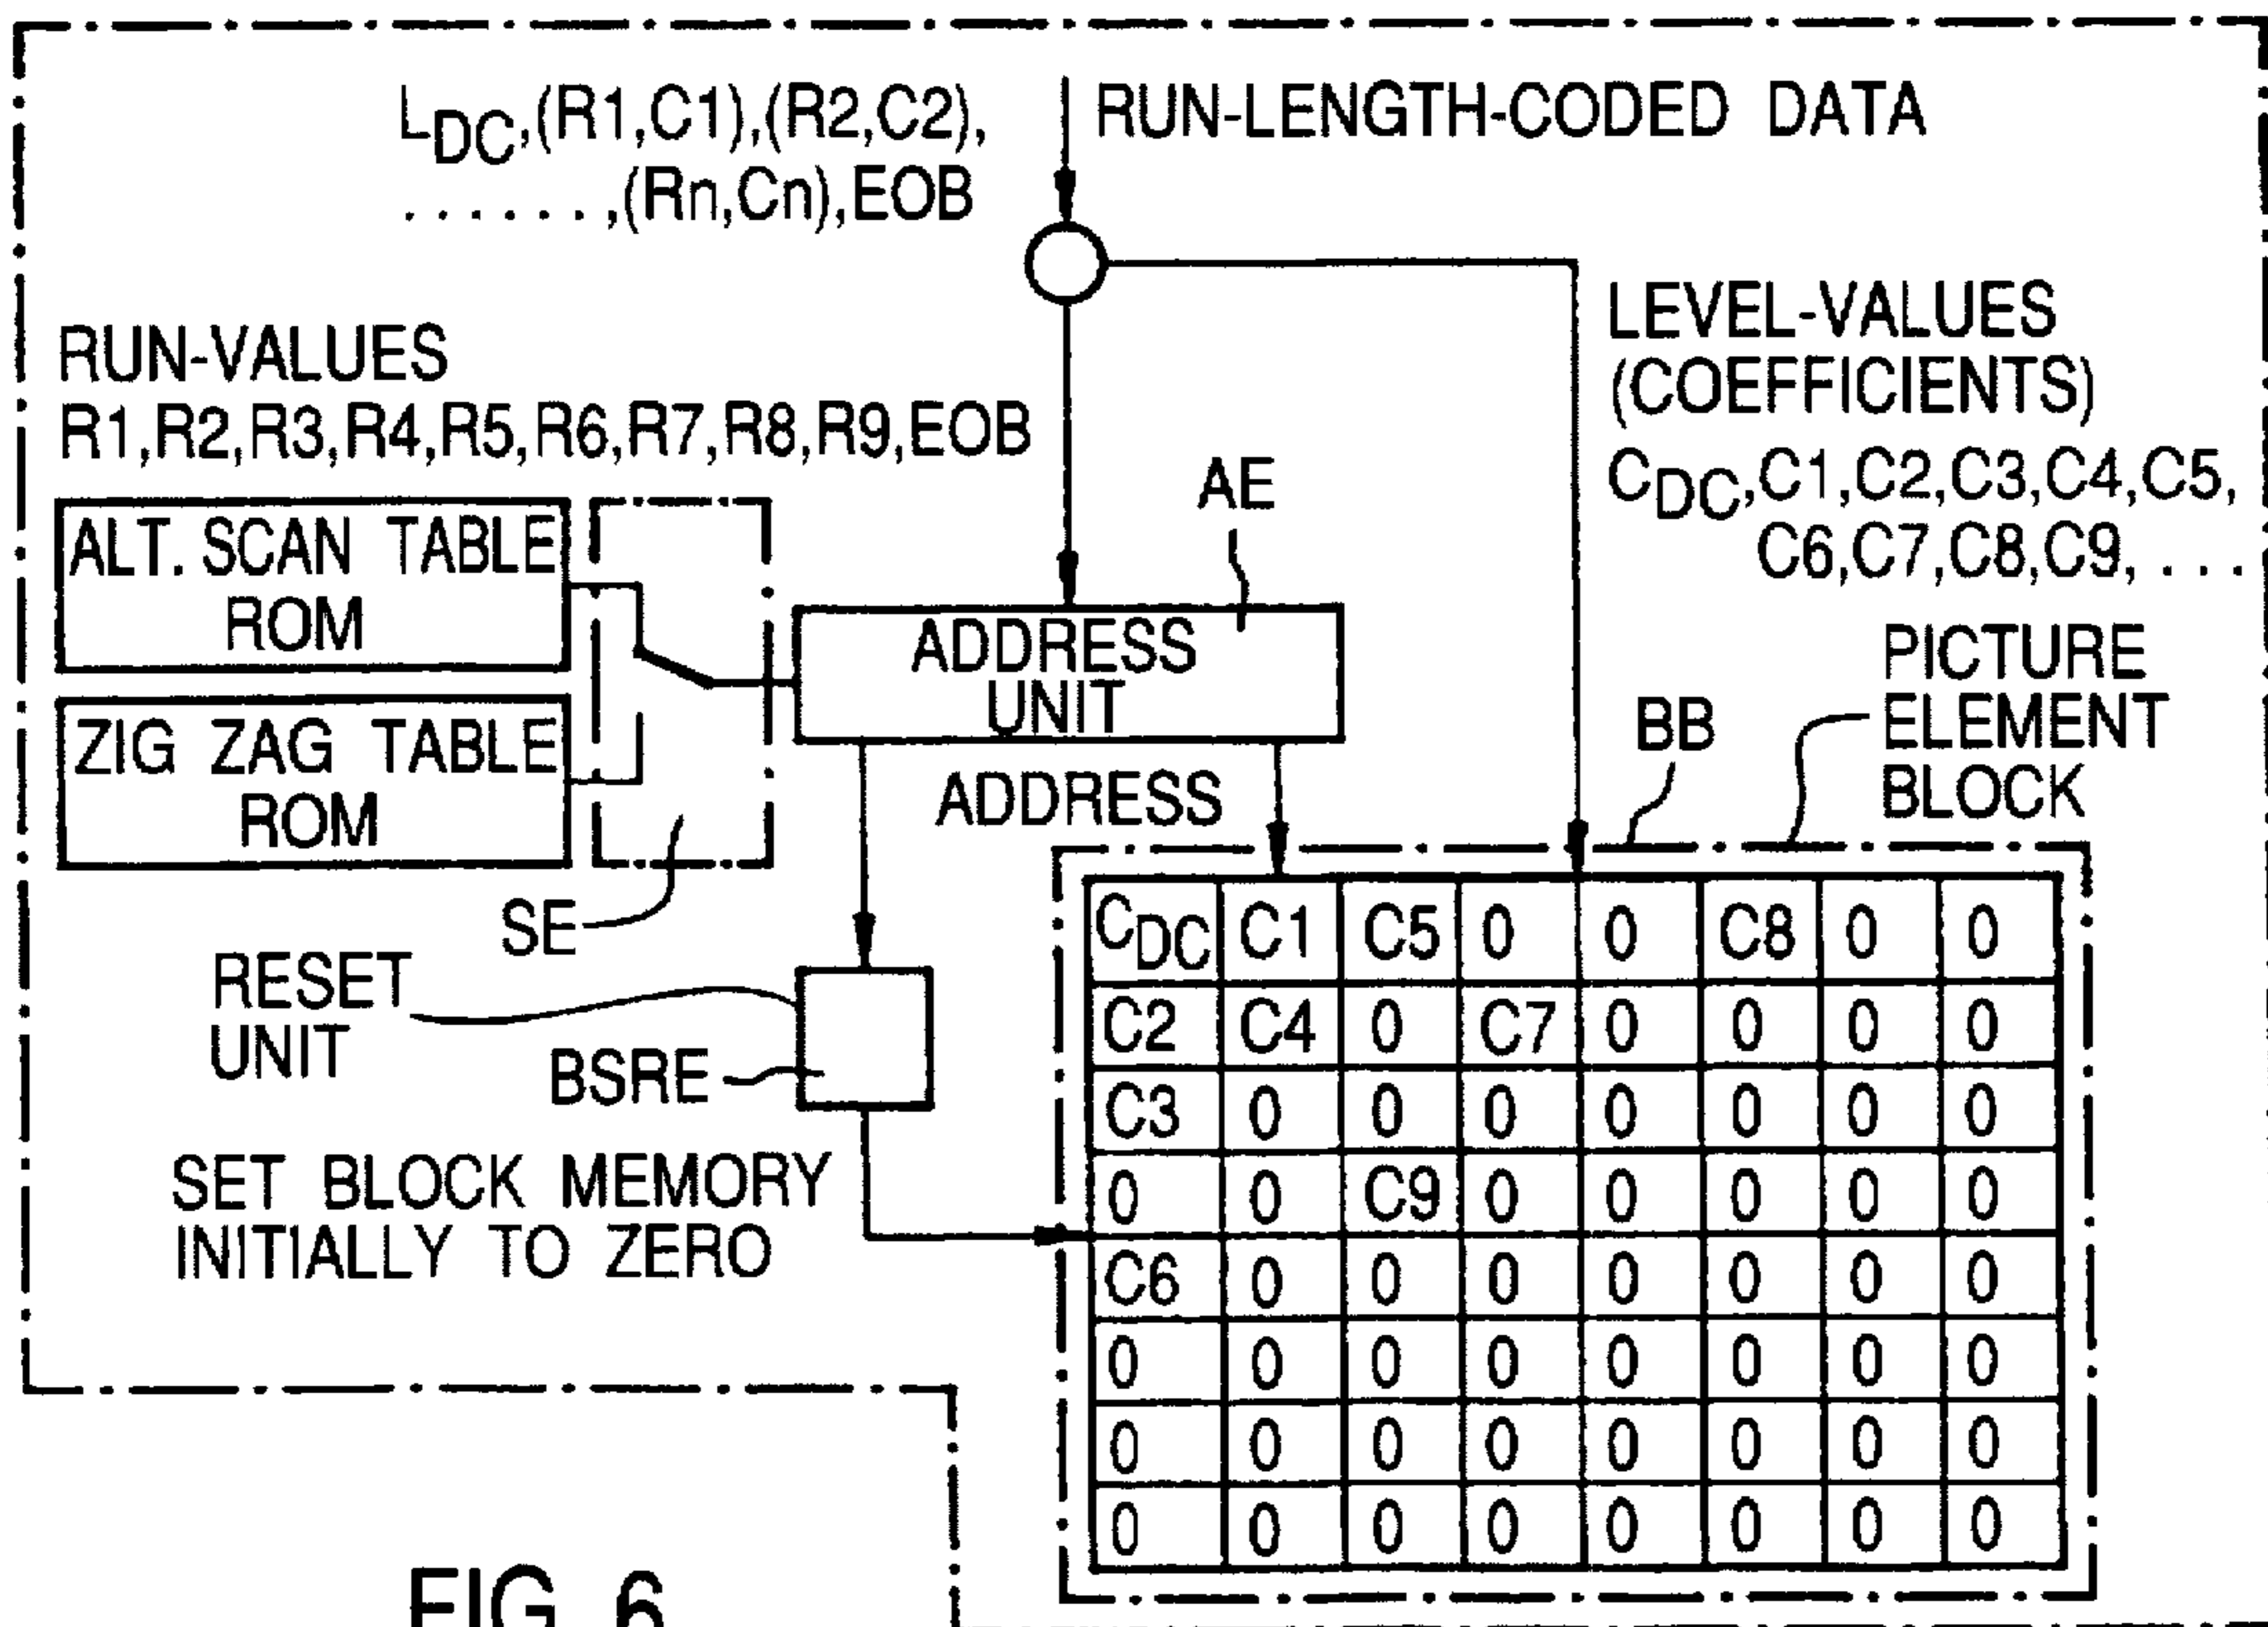 L_DC,(R1,C1),(R2,C2),
.......,(Rn,Cn),EOB
RUN-LENGTH-CODED DATA
RUN-VALUES
R1,R2,R3,R4,R5,R6,R7,R8,R9,EOB
LEVEL-VALUES
(COEFFICIENTS)
C_DC,C1,C2,C3,C4,C5,
C6,C7,C8,C9, ...
ALT. SCAN TABLE
ROM
ZIG ZAG TABLE
ROM
SE
AE
ADDRESS
UNIT
ADDRESS
BB
PICTURE
ELEMENT
BLOCK
RESET
UNIT
BSRE
SET BLOCK MEMORY
INITIALLY TO ZERO
C_DC C1 C5 0 0 C8 0 0
C2 C4 0 C7 0 0 0 0
C3 0 0 0 0 0 0 0
0 0 C9 0 0 0 0 0
C6 0 0 0 0 0 0 0
0 0 0 0 0 0 0 0
0 0 0 0 0 0 0 0
0 0 0 0 0 0 0 0
FIG 6